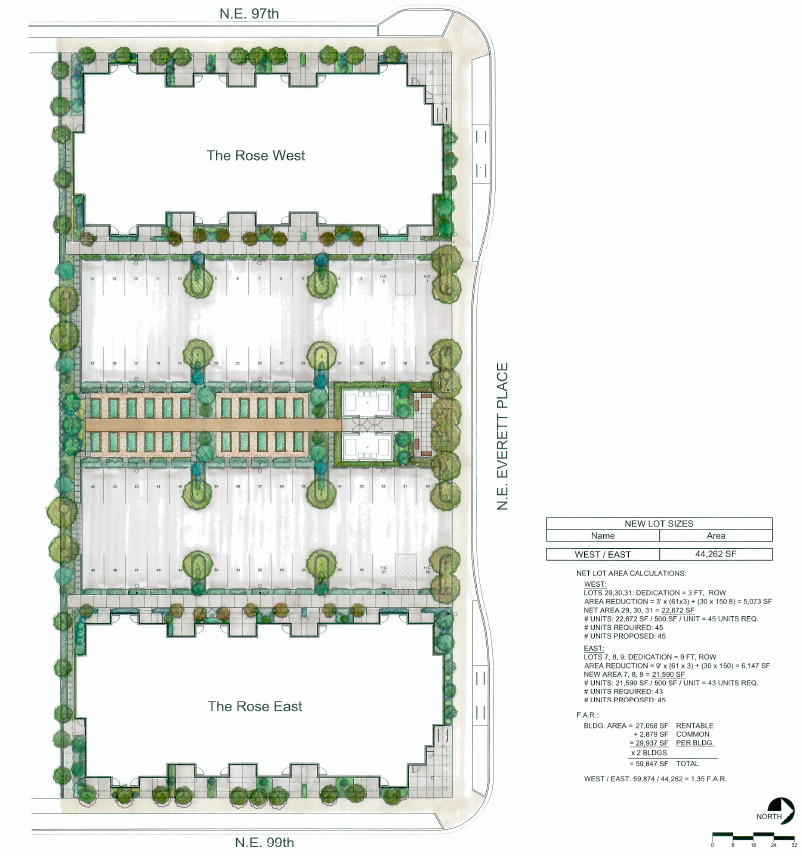 N.E. 97th
The Rose West
N.E. EVERETT PLACE
The Rose East
N.E. 99th
NEW LOT SIZES
Name Area
WEST / EAST 44,262 SF
NET LOT AREA CALCULATIONS:
WEST:
LOTS 29,30,31: DEDICATION = 3 FT, ROW
AREA REDUCTION = 3' x (61x3) + (30 x 150.8) = 5,073 SF
NET AREA 29, 30, 31 = 22,672 SF
# UNITS: 22,672 SF / 500 SF / UNIT = 45 UNITS REQ.
# UNITS REQUIRED: 45
# UNITS PROPOSED: 45
EAST:
LOTS 7, 8, 9: DEDICATION = 9 FT, ROW
AREA REDUCTION = 9' x (61 x 3) + (30 x 150) = 6,147 SF
NEW AREA 7, 8, 9 = 21,590 SF
# UNITS: 21,590 SF / 500 SF / UNIT = 43 UNITS REQ.
# UNITS REQUIRED: 43
# UNITS PROPOSED: 45
F.A.R.:
BLDG. AREA = 27,058 SF RENTABLE
+ 2,879 SF COMMON
= 29,937 SF PER BLDG.
x 2 BLDGS.
= 59,847 SF TOTAL
WEST / EAST: 59,874 / 44,262 = 1.35 F.A.R.
NORTH
0 8 16 24 32